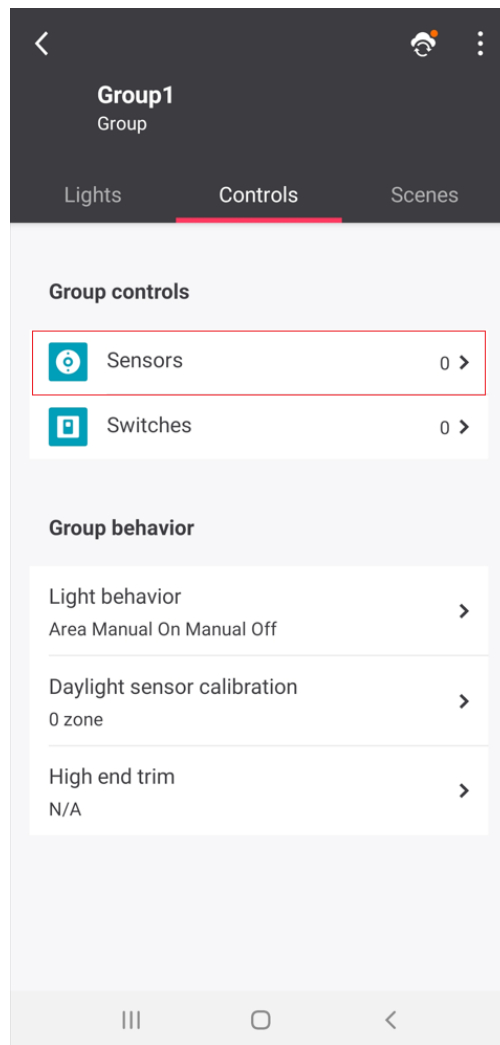 Group1
Group
Lights Controls Scenes
Group controls
Sensors 0
Switches 0
Group behavior
Light behavior
Area Manual On Manual Off
Daylight sensor calibration
0 zone
High end trim
N/A